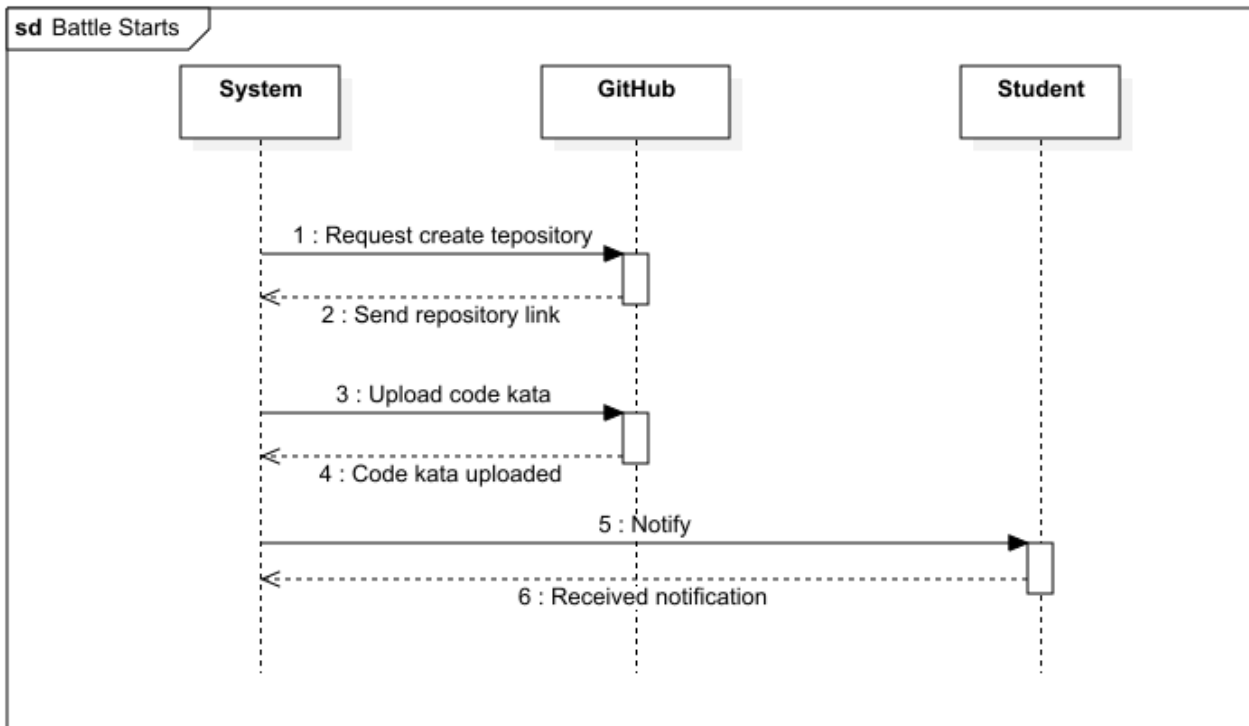 sd Battle Starts
System
GitHub
Student
1 : Request create tepository
2 : Send repository link
3 : Upload code kata
4 : Code kata uploaded
5 : Notify
6 : Received notification